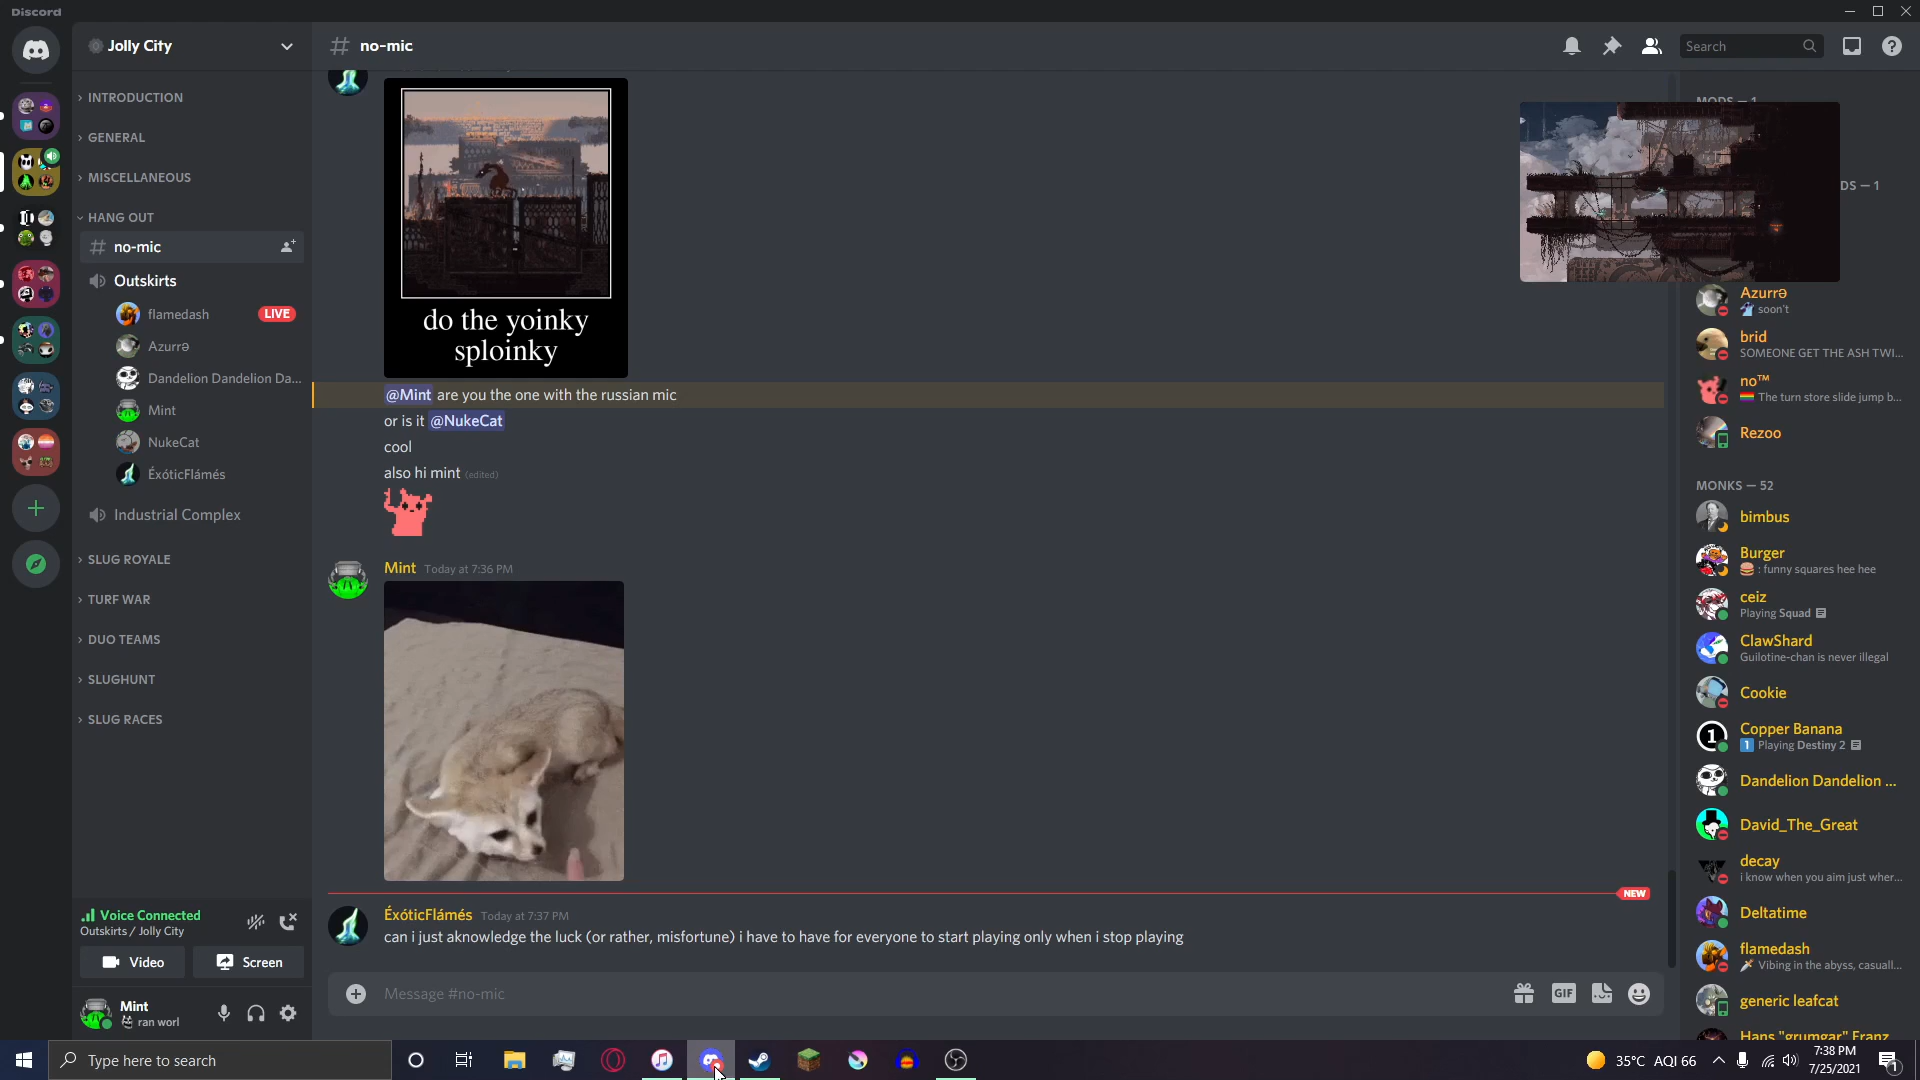 Discord
Jolly City
no-mic
Search
INTRODUCTION
GENERAL
MISCELLANEOUS
HANG OUT
no-mic
Outskirts
flamedash
LIVE
Azurrə
Dandelion Dandelion Da...
Mint
NukeCat
ÉxóticFlámés
Industrial Complex
SLUG ROYALE
TURF WAR
DUO TEAMS
SLUGHUNT
SLUG RACES
Voice Connected
Outskirts / Jolly City
Video
Screen
Mint
ran worl
do the yoinky
sploinky
@Mint are you the one with the russian mic
or is it @NukeCat
cool
also hi mint (edited)
Mint Today at 7:36 PM
NEW
ÉxóticFlámés Today at 7:37 PM
can i just aknowledge the luck (or rather, misfortune) i have to have for everyone to start playing only when i stop playing
Message #no-mic
GIF
MODS — 1
DS — 1
Azurrə
soon't
brid
SOMEONE GET THE ASH TWI...
no™
The turn store slide jump b...
Rezoo
MONKS — 52
bimbus
Burger
: funny squares hee hee
ceiz
Playing Squad
ClawShard
Guilotine-chan is never illegal
Cookie
Copper Banana
1 Playing Destiny 2
Dandelion Dandelion ...
David_The_Great
decay
i know when you aim just wher...
Deltatime
flamedash
Vibing in the abyss, casuall...
generic leafcat
Hans "grumgar" Franz
Type here to search
35°C AQI 66
7:38 PM
7/25/2021
1